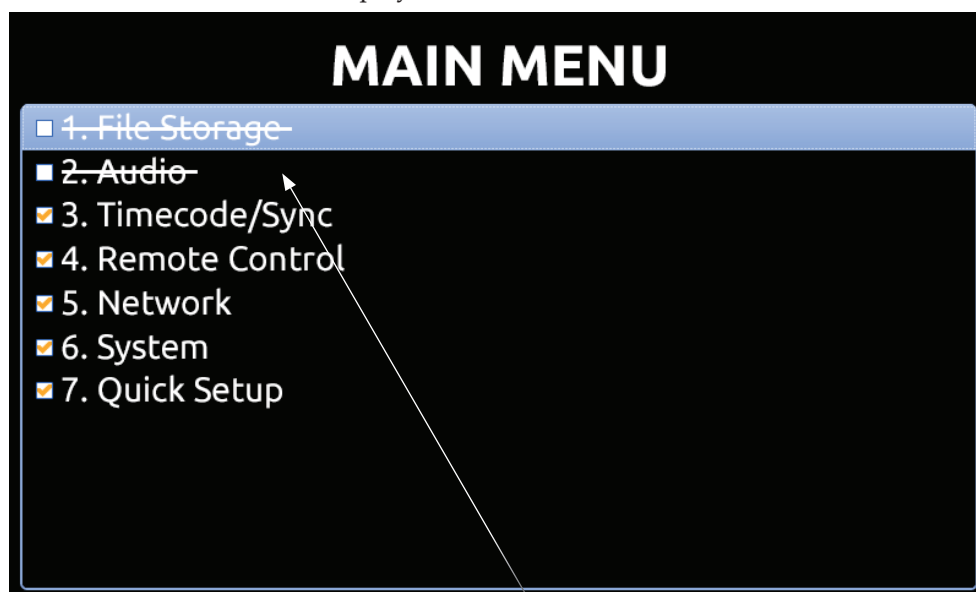 MAIN MENU
1. File Storage
2. Audio
3. Timecode/Sync
4. Remote Control
5. Network
6. System
7. Quick Setup